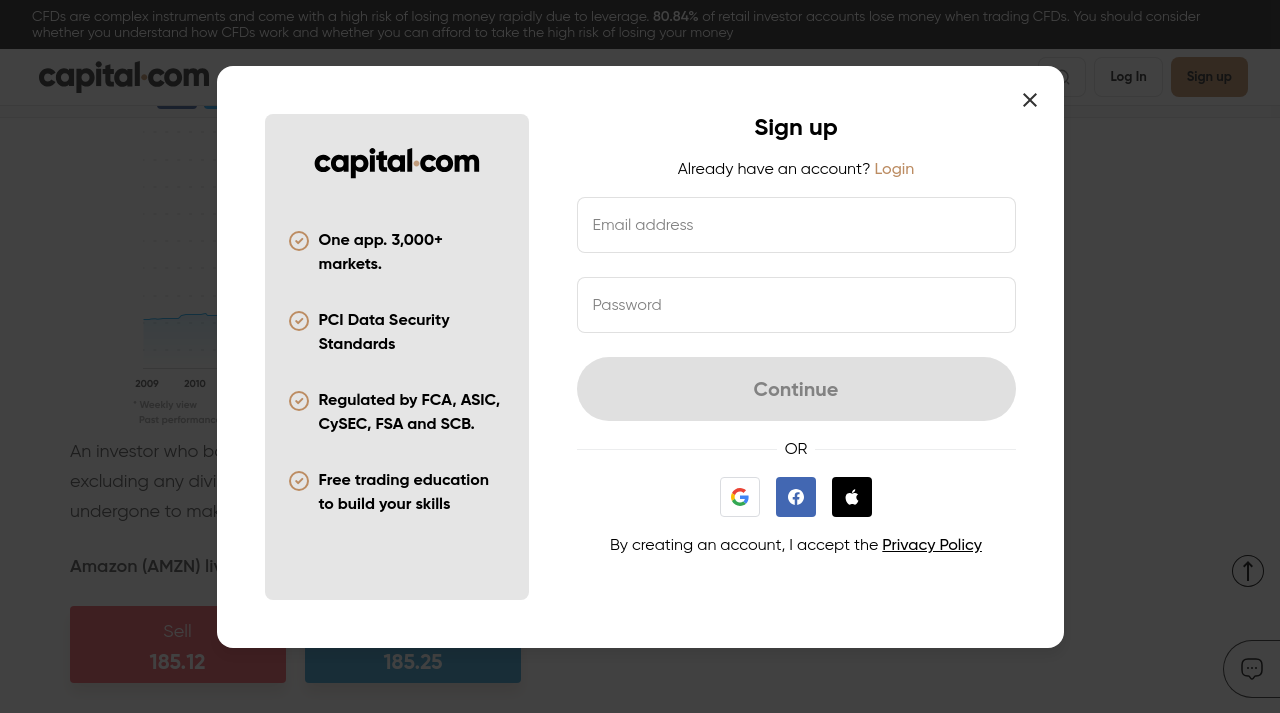 CFDs are complex instruments and come with a high risk of losing money rapidly due to leverage. 80.84% of retail investor accounts lose money when trading CFDs. You should consider
whether you understand how CFDs work and whether you can afford to take the high risk of losing your money
capital.com
Log In
Sign up
capital.com
One app. 3,000+
markets.
PCI Data Security
Standards
Regulated by FCA, ASIC,
CySEC, FSA and SCB.
Free trading education
to build your skills
Sign up
Already have an account? Login
Email address
Password
Continue
OR
By creating an account, I accept the Privacy Policy
2009 2010
* Weekly view
Past performanc
An investor who b
excluding any divi
undergone to mak
Amazon (AMZN) liv
Sell
185.12
185.25